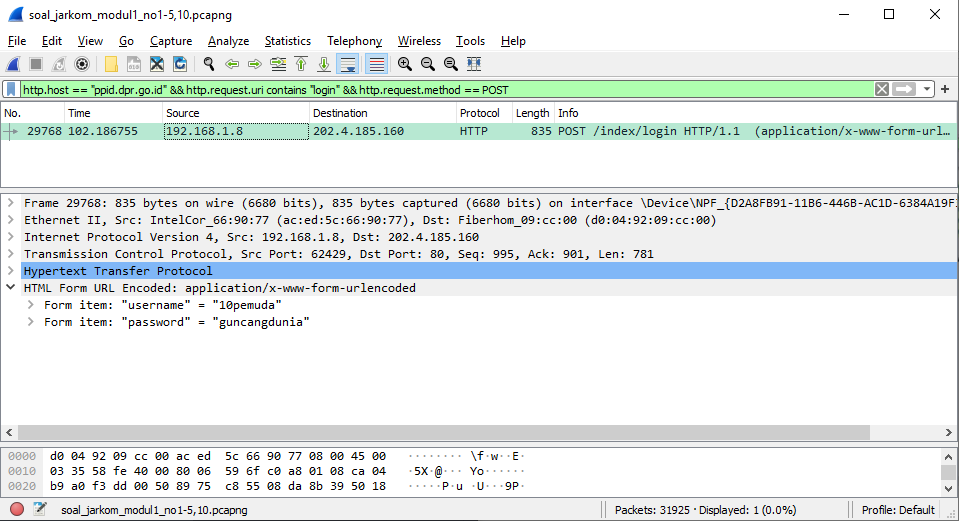 soal_jarkom_modul1_no1-5,10.pcapng
File Edit View Go Capture Analyze Statistics Telephony Wireless Tools Help
http.host == "ppid.dpr.go.id" && http.request.uri contains "login" && http.request.method == POST
No. Time Source Destination Protocol Length Info
29768 102.186755 192.168.1.8 202.4.185.160 HTTP 835 POST /index/login HTTP/1.1 (application/x-www-form-url…
Frame 29768: 835 bytes on wire (6680 bits), 835 bytes captured (6680 bits) on interface \Device\NPF_{D2A8FB91-11B6-446B-AC1D-6384A19F
Ethernet II, Src: IntelCor_66:90:77 (ac:ed:5c:66:90:77), Dst: Fiberhom_09:cc:00 (d0:04:92:09:cc:00)
Internet Protocol Version 4, Src: 192.168.1.8, Dst: 202.4.185.160
Transmission Control Protocol, Src Port: 62429, Dst Port: 80, Seq: 995, Ack: 901, Len: 781
Hypertext Transfer Protocol
HTML Form URL Encoded: application/x-www-form-urlencoded
Form item: "username" = "10pemuda"
Form item: "password" = "guncangdunia"
0000 d0 04 92 09 cc 00 ac ed 5c 66 90 77 08 00 45 00 ········ \f·w··E·
0010 03 35 58 fe 40 00 80 06 59 6f c0 a8 01 08 ca 04 ·5X·@··· Yo······
0020 b9 a0 f3 dd 00 50 89 75 c8 55 08 da 8b 39 50 18 ·····P·u ·U···9P·
soal_jarkom_modul1_no1-5,10.pcapng Packets: 31925 · Displayed: 1 (0.0%) Profile: Default